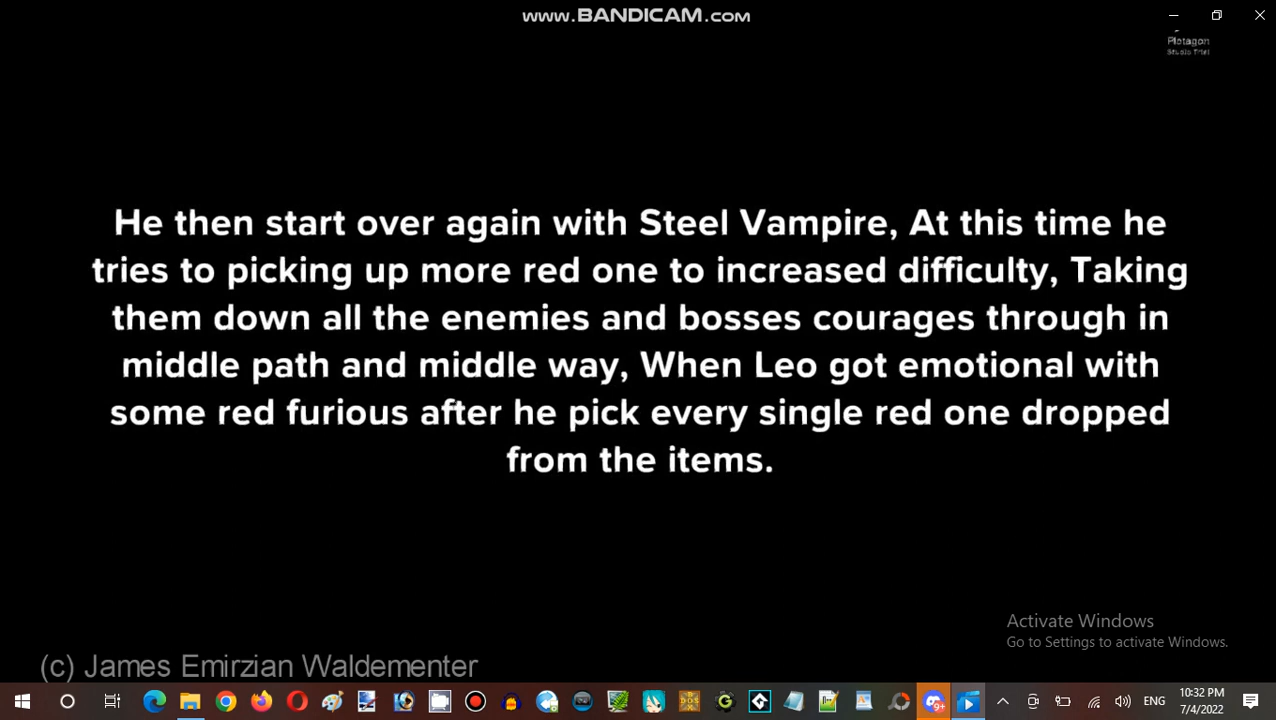 www.BANDICAM.com
Plotagon
Studio Trial
He then start over again with Steel Vampire, At this time he
tries to picking up more red one to increased difficulty, Taking
them down all the enemies and bosses courages through in
middle path and middle way, When Leo got emotional with
some red furious after he pick every single red one dropped
from the items.
Activate Windows
Go to Settings to activate Windows.
(c) James Emirzian Waldementer
9+
ENG
10:32 PM
7/4/2022